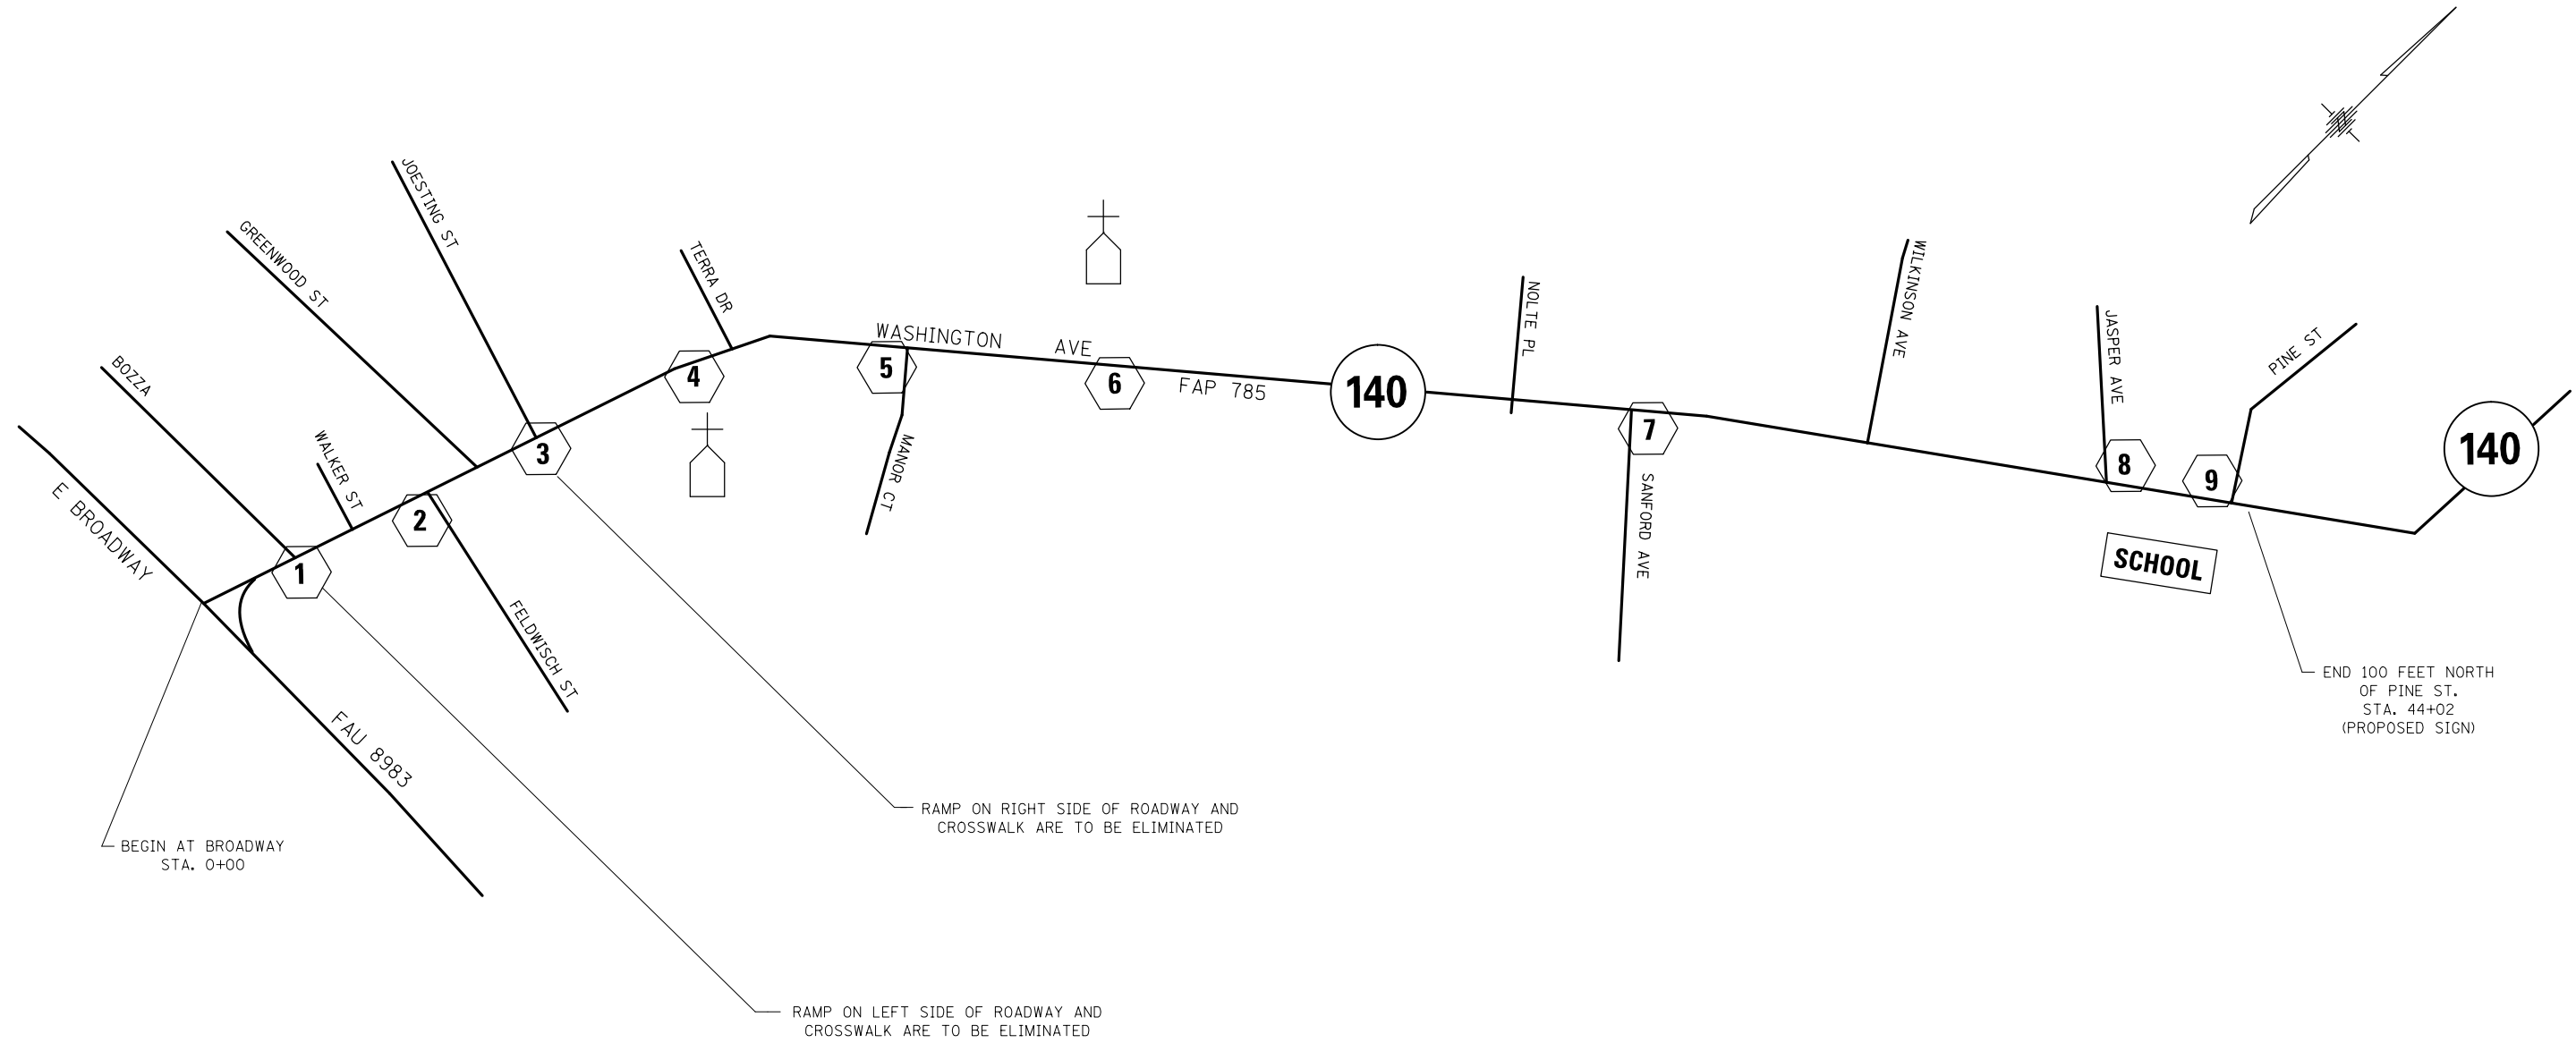 JOESTING ST
GREENWOOD ST
TERRA DR
BOZZA
WALKER ST
E BROADWAY
WASHINGTON AVE
FAP 785
140
NOLTE PL
WILKINSON AVE
JASPER AVE
PINE ST
N
140
1
2
3
4
5
6
7
8
9
MANOR CT
SANFORD AVE
FELDWISCH ST
FAU 8983
SCHOOL
END 100 FEET NORTH
OF PINE ST.
STA. 44+02
(PROPOSED SIGN)
RAMP ON RIGHT SIDE OF ROADWAY AND
CROSSWALK ARE TO BE ELIMINATED
BEGIN AT BROADWAY
STA. 0+00
RAMP ON LEFT SIDE OF ROADWAY AND
CROSSWALK ARE TO BE ELIMINATED